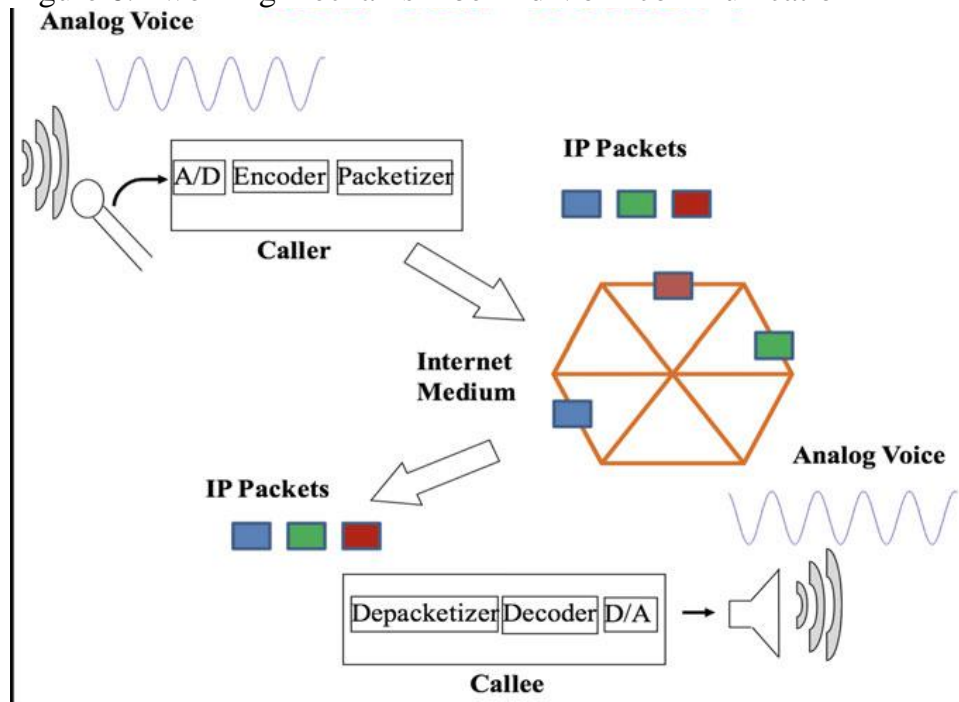 Analog Voice
IP Packets
A/D Encoder Packetizer
Caller
Internet
Medium
Analog Voice
IP Packets
Depacketizer Decoder D/A
Callee